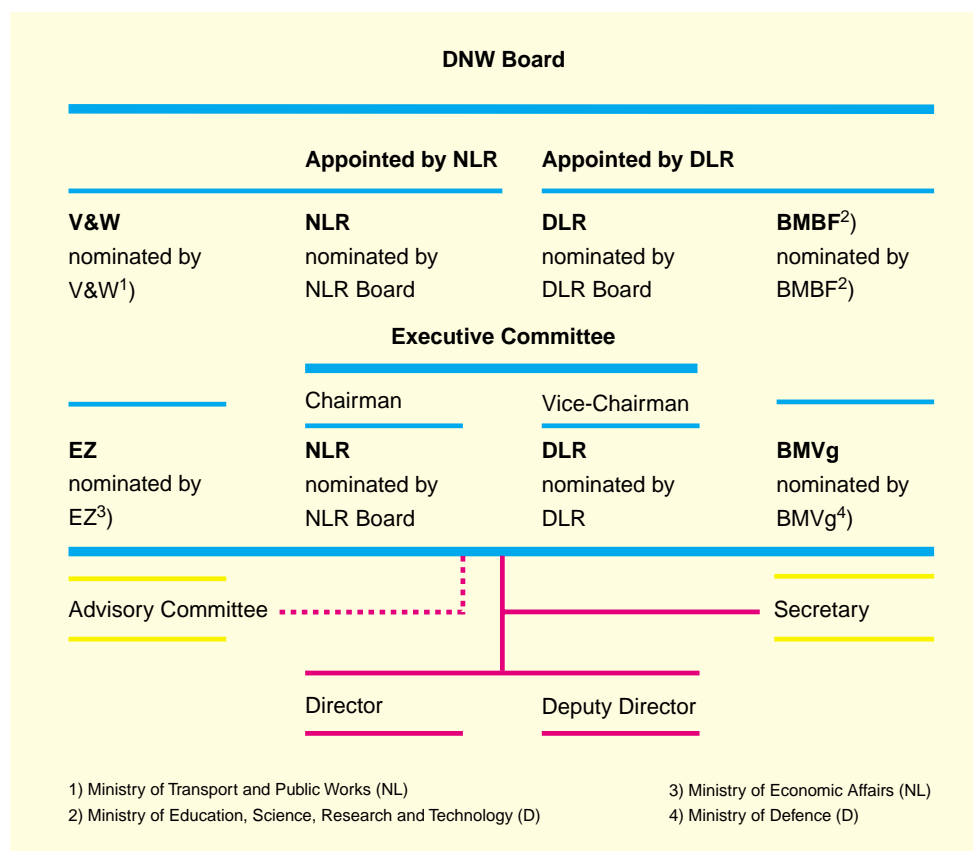 DNW Board
Appointed by NLR
Appointed by DLR
V&W
nominated by
V&W1)
NLR
nominated by
NLR Board
DLR
nominated by
DLR Board
BMBF2)
nominated by
BMBF2)
Executive Committee
Chairman
Vice-Chairman
EZ
nominated by
EZ3)
NLR
nominated by
NLR Board
DLR
nominated by
DLR
BMVg
nominated by
BMVg4)
Advisory Committee
Secretary
Director
Deputy Director
1) Ministry of Transport and Public Works (NL)
2) Ministry of Education, Science, Research and Technology (D)
3) Ministry of Economic Affairs (NL)
4) Ministry of Defence (D)